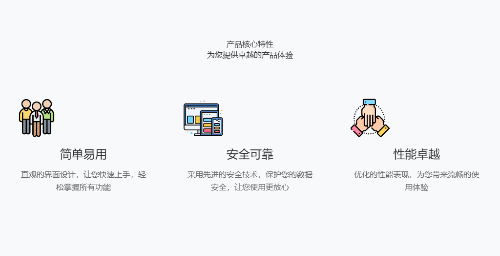 产品核心特性
为您提供卓越的产品体验
简单易用
直观的界面设计，让您快速上手，轻
松掌握所有功能
安全可靠
采用先进的安全技术，保护您的数据
安全，让您使用更放心
性能卓越
优化的性能表现，为您带来流畅的使
用体验